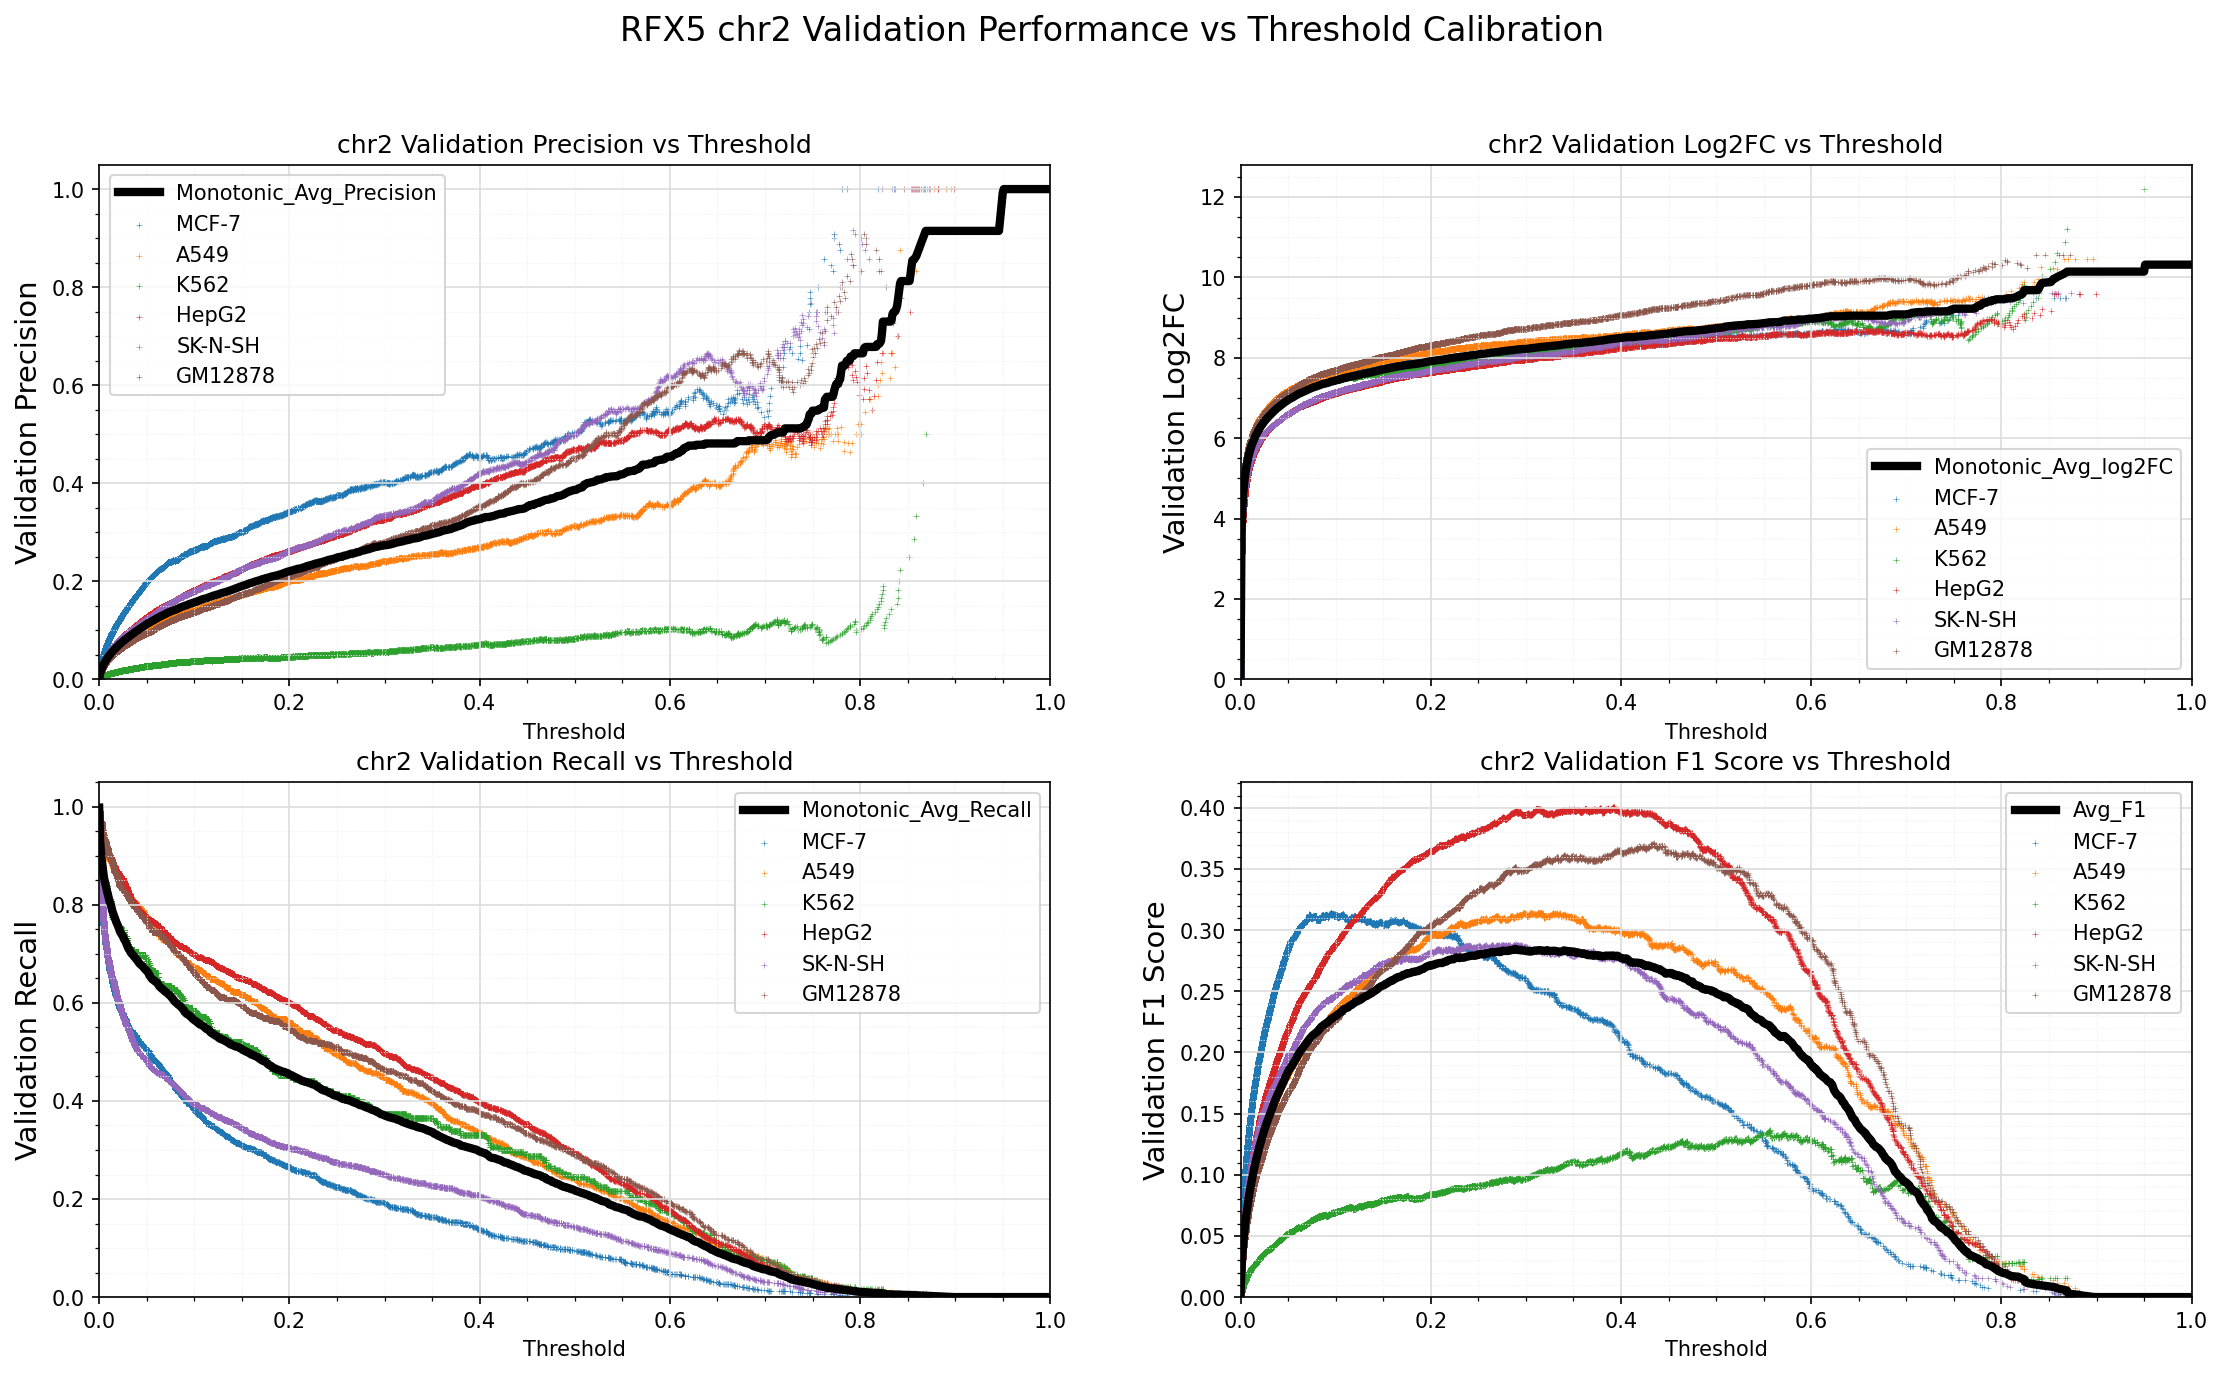 RFX5 chr2 Validation Performance vs Threshold Calibration
chr2 Validation Precision vs Threshold
Validation Precision
1.0
0.8
0.6
0.4
0.2
0.0
Monotonic_Avg_Precision
MCF-7
A549
K562
HepG2
SK-N-SH
GM12878
0.0 0.2 0.4 0.6 0.8 1.0
Threshold
chr2 Validation Log2FC vs Threshold
Validation Log2FC
12
10
8
6
4
2
0
Monotonic_Avg_log2FC
MCF-7
A549
K562
HepG2
SK-N-SH
GM12878
0.0 0.2 0.4 0.6 0.8 1.0
Threshold
chr2 Validation Recall vs Threshold
Validation Recall
1.0
0.8
0.6
0.4
0.2
0.0
Monotonic_Avg_Recall
MCF-7
A549
K562
HepG2
SK-N-SH
GM12878
0.0 0.2 0.4 0.6 0.8 1.0
Threshold
chr2 Validation F1 Score vs Threshold
Validation F1 Score
0.40
0.35
0.30
0.25
0.20
0.15
0.10
0.05
0.00
Avg_F1
MCF-7
A549
K562
HepG2
SK-N-SH
GM12878
0.0 0.2 0.4 0.6 0.8 1.0
Threshold